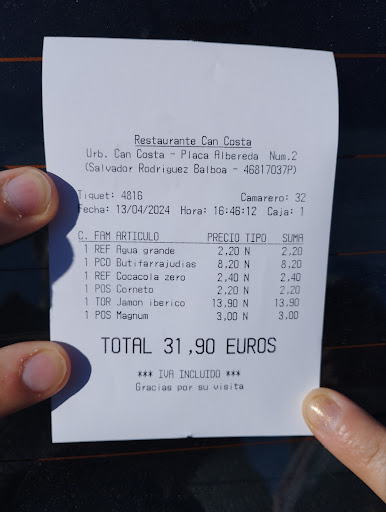 Restaurante Can Costa
Urb. Can Costa - Placa Albereda Num.2
(Salvador Rodriguez Balboa - 46817037P)
Tiquet: 4816 Camarero: 32
Fecha: 13/04/2024 Hora: 16:46:12 Caja: 1
C. FAM ARTICULO PRECIO TIPO SUMA
1 REF Agua grande 2,20 N 2,20
1 PCO Butifarrajudias 8,20 N 8,20
1 REF Cocacola zero 2,40 N 2,40
1 POS Corneto 2,20 N 2,20
1 TOR Jamon iberico 13,90 N 13,90
1 POS Magnum 3,00 N 3,00
TOTAL 31,90 EUROS
*** IVA INCLUIDO ***
Gracias por su visita